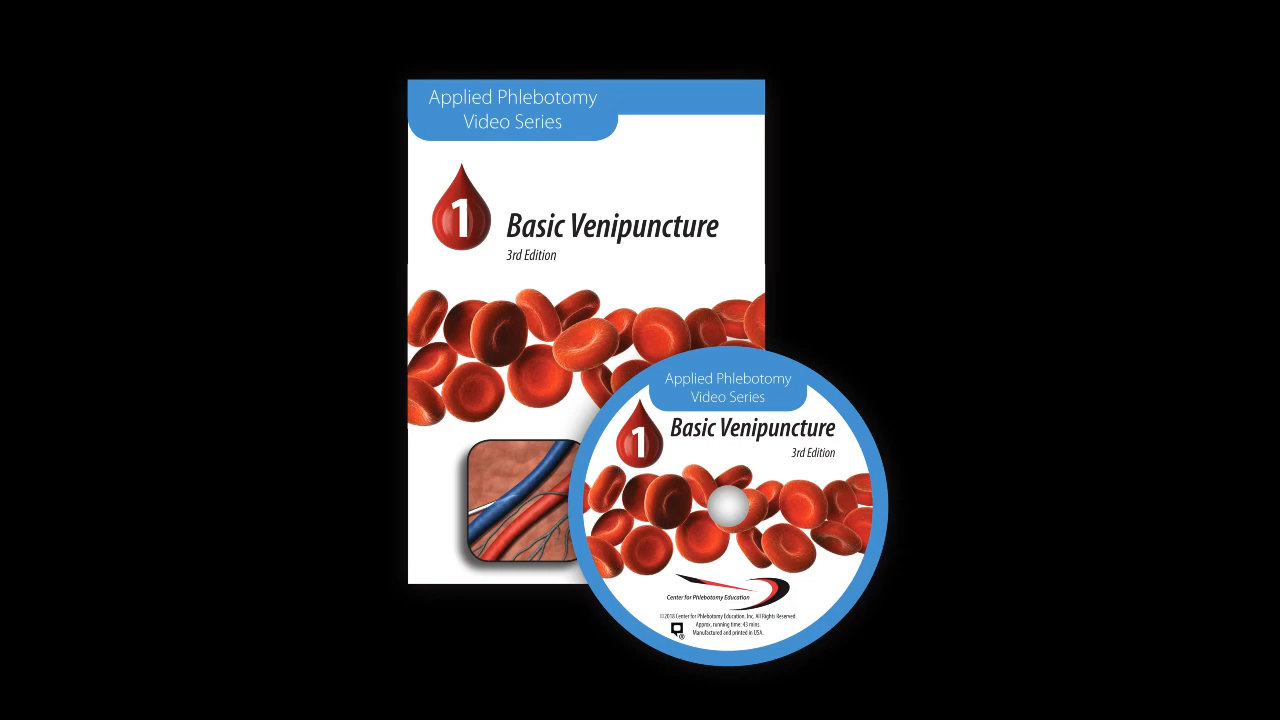 Applied Phlebotomy
Video Series
1
Basic Venipuncture
3rd Edition
Applied Phlebotomy
Video Series
1
Basic Venipuncture
3rd Edition
Center for Phlebotomy Education
©2018 Center for Phlebotomy Education, Inc. All Rights Reserved.
Approx. running time: 43 mins.
Manufactured and printed in USA.
®